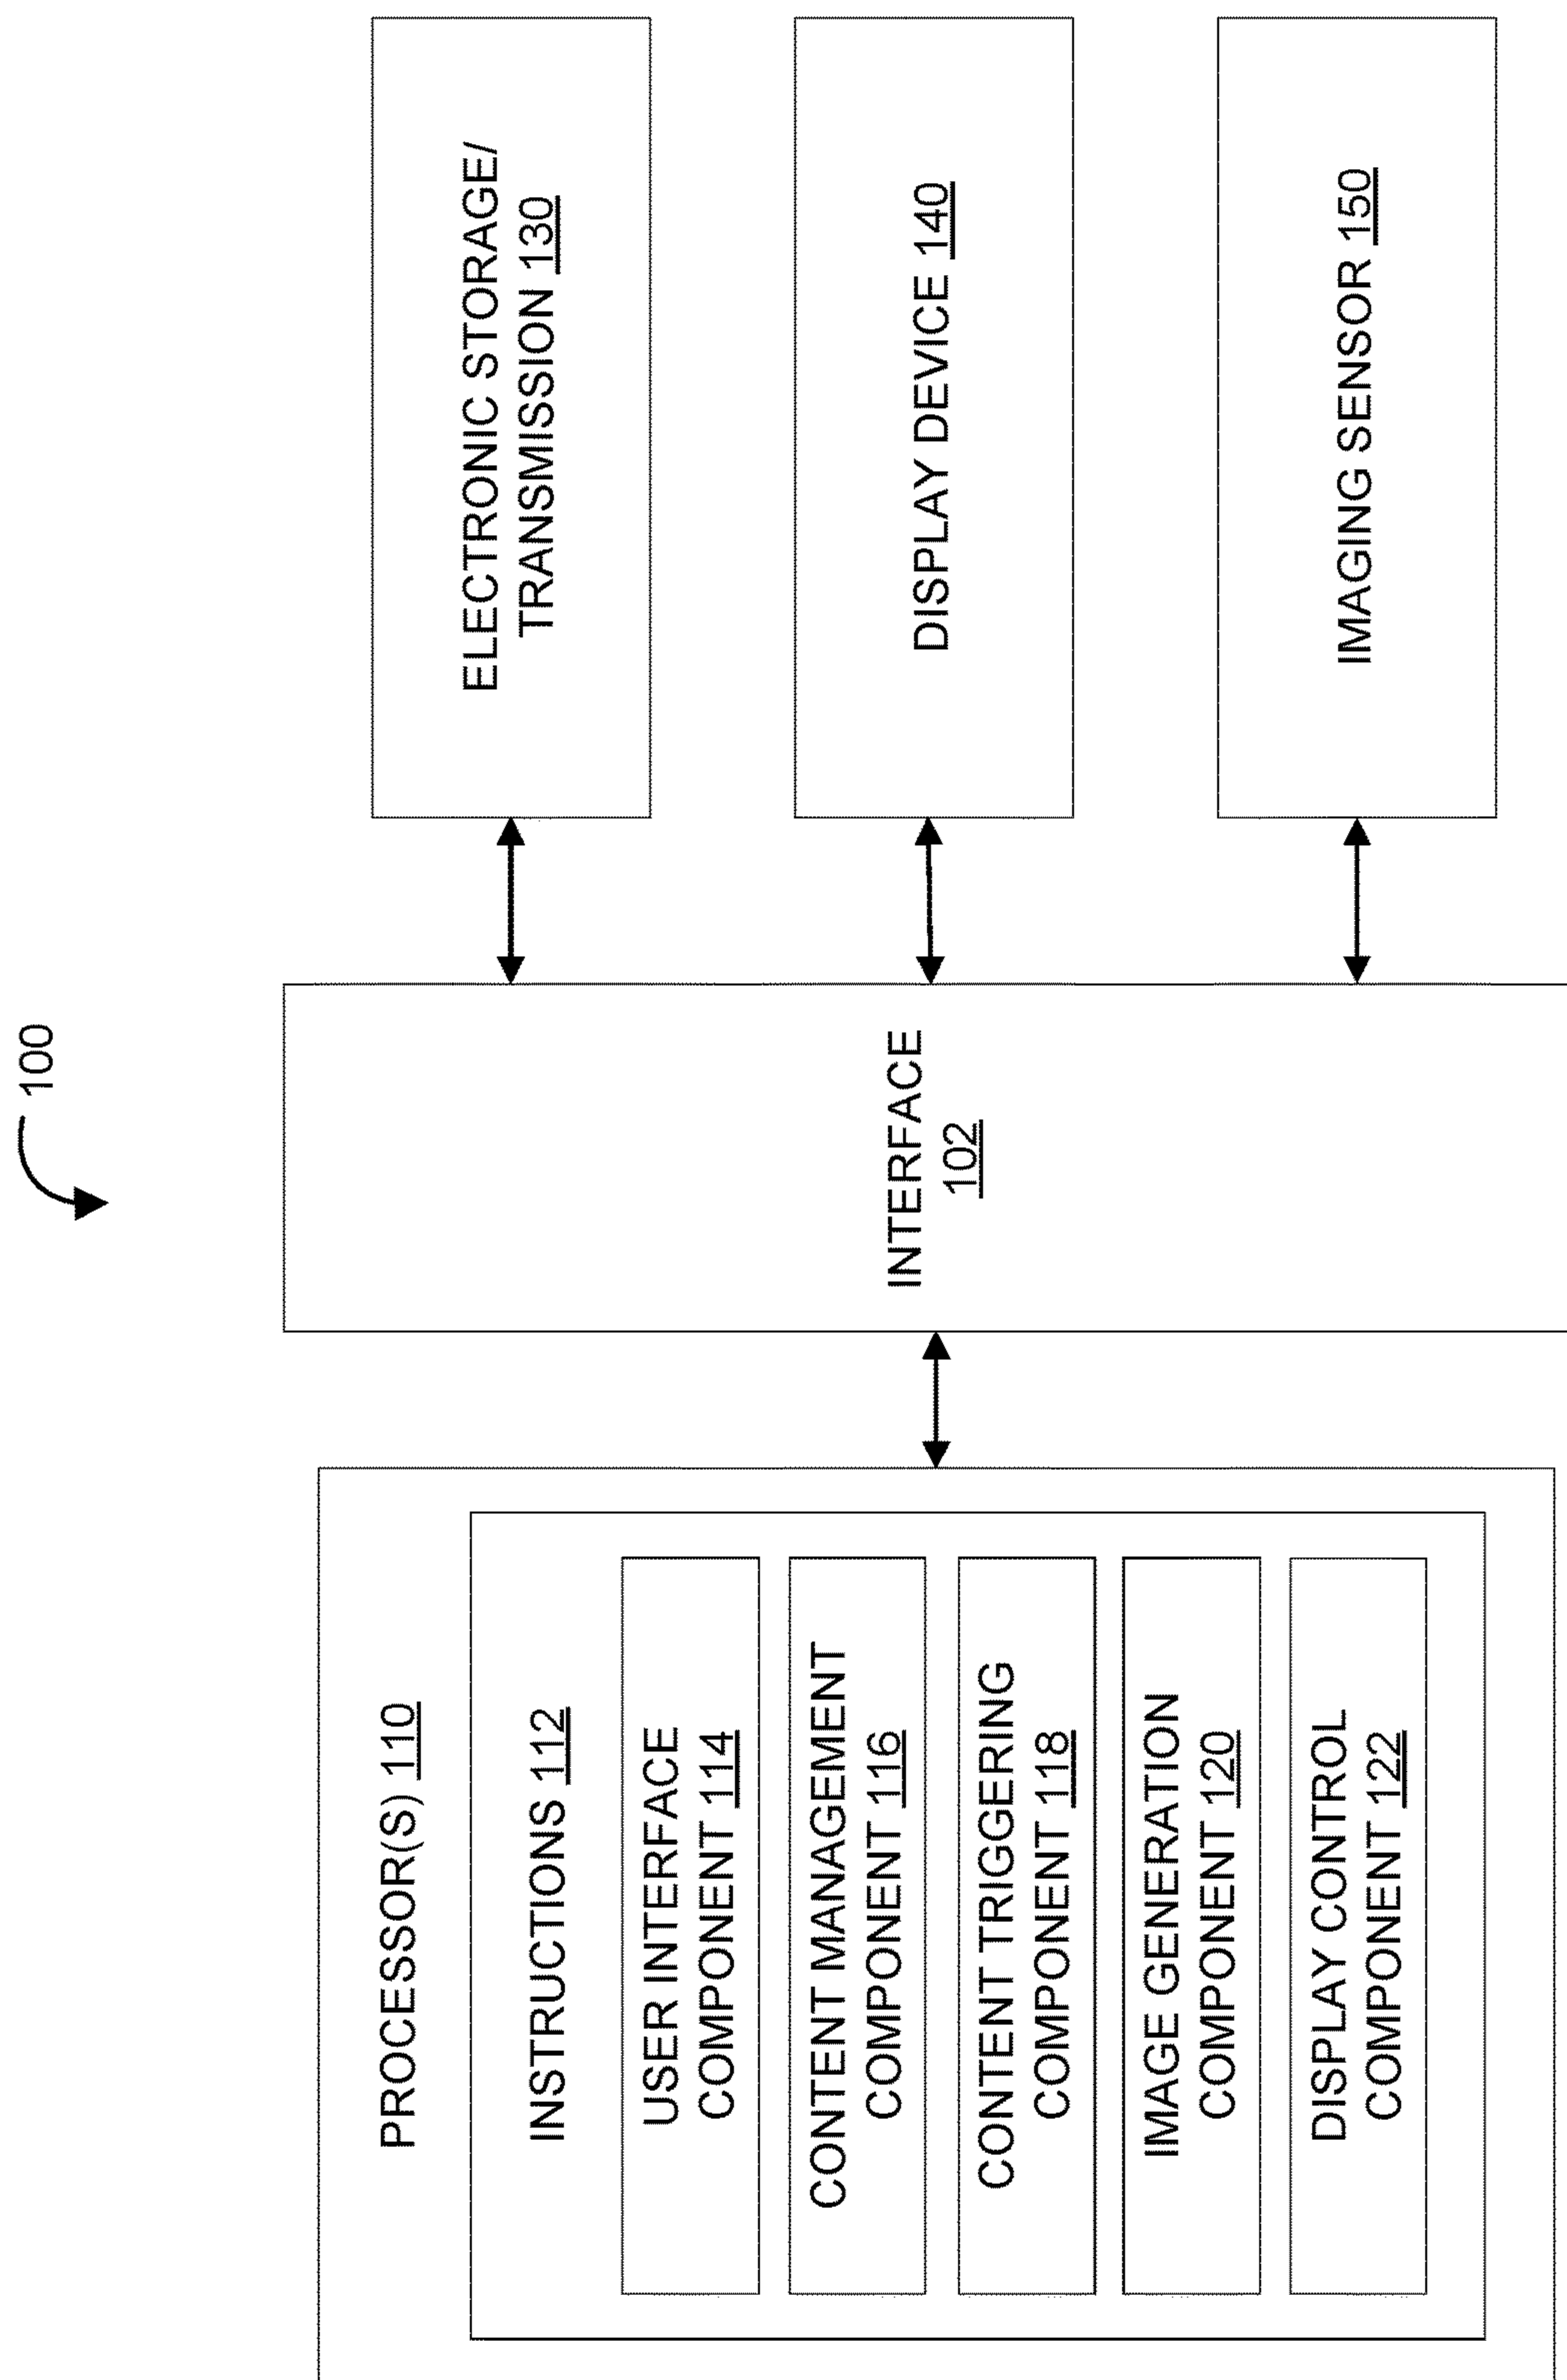 100
PROCESSOR(S) 110
INSTRUCTIONS 112
USER INTERFACE
COMPONENT 114
CONTENT MANAGEMENT
COMPONENT 116
CONTENT TRIGGERING
COMPONENT 118
IMAGE GENERATION
COMPONENT 120
DISPLAY CONTROL
COMPONENT 122
INTERFACE
102
ELECTRONIC STORAGE/
TRANSMISSION 130
DISPLAY DEVICE 140
IMAGING SENSOR 150